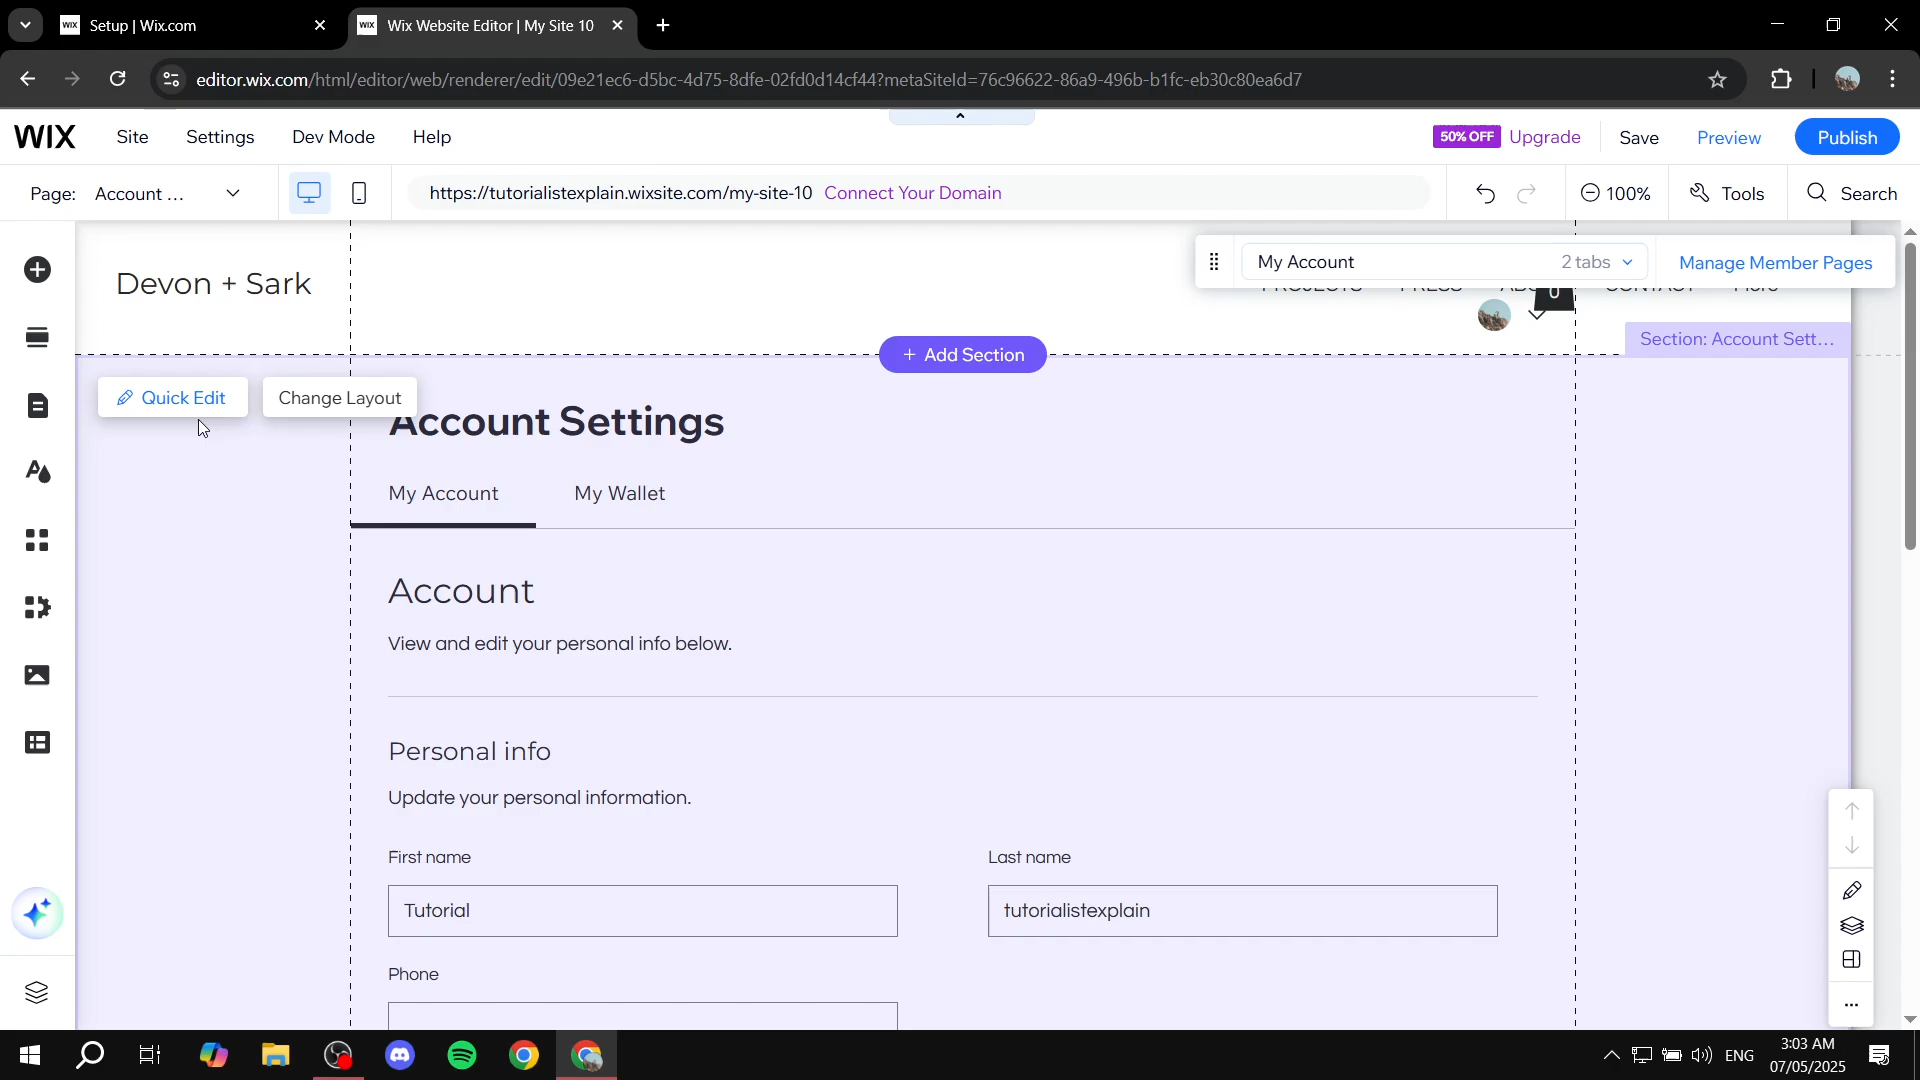 WIX Setup | Wix.com
WIX Wix Website Editor | My Site 10
editor.wix.com/html/editor/web/renderer/edit/09e21ec6-d5bc-4d75-8dfe-02fd0d14cf44?metaSiteId=76c96622-86a9-496b-b1fc-eb30c80ea6d7
WIX Site Settings Dev Mode Help 50% OFF Upgrade Save Preview Publish
Page: Account ... https://tutorialistexplain.wixsite.com/my-site-10 Connect Your Domain 100% Tools Search
My Account 2 tabs Manage Member Pages
Devon + Sark
PROJECTS PRESS ABOUT CONTACT More
0
Section: Account Sett...
+ Add Section
Quick Edit Change Layout
Account Settings
My Account My Wallet
Account
View and edit your personal info below.
Personal info
Update your personal information.
First name Last name
Tutorial tutorialistexplain
Phone
ENG
3:03 AM
07/05/2025